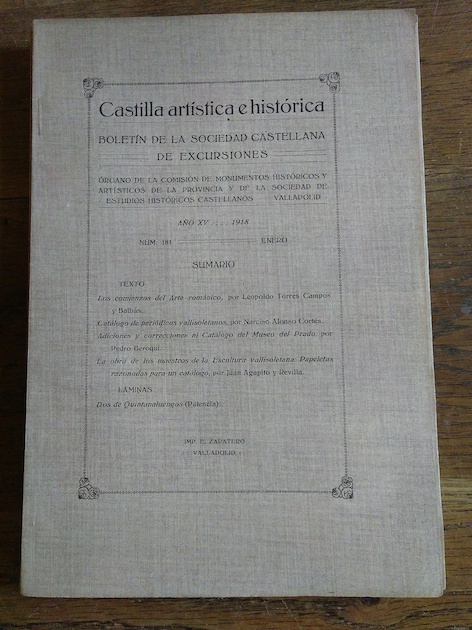 Castilla artística e histórica
BOLETÍN DE LA SOCIEDAD CASTELLANA
DE EXCURSIONES
ÓRGANO DE LA COMISIÓN DE MONUMENTOS HISTÓRICOS Y
ARTÍSTICOS DE LA PROVINCIA Y DE LA SOCIEDAD DE
ESTUDIOS HISTÓRICOS CASTELLANOS VALLADOLID
AÑO XV :-: 1918
NUM. 181 ENERO
SUMARIO
TEXTO
Los comienzos del Arte románico, por Leopoldo Torres Campos
y Balbás.
Catálogo de periódicos vallisoletanos, por Narciso Alonso Cortés.
Adiciones y correcciones al Catálogo del Museo del Prado, por
Pedro Beroqui.
La obra de los maestros de la Escultura vallisoletana. Papeletas
razonadas para un catálogo, por Juan Agapito y Revilla.
LÁMINAS
Dos de Quintanaluengos (Palencia).
IMP. E. ZAPATERO
VALLADOLID